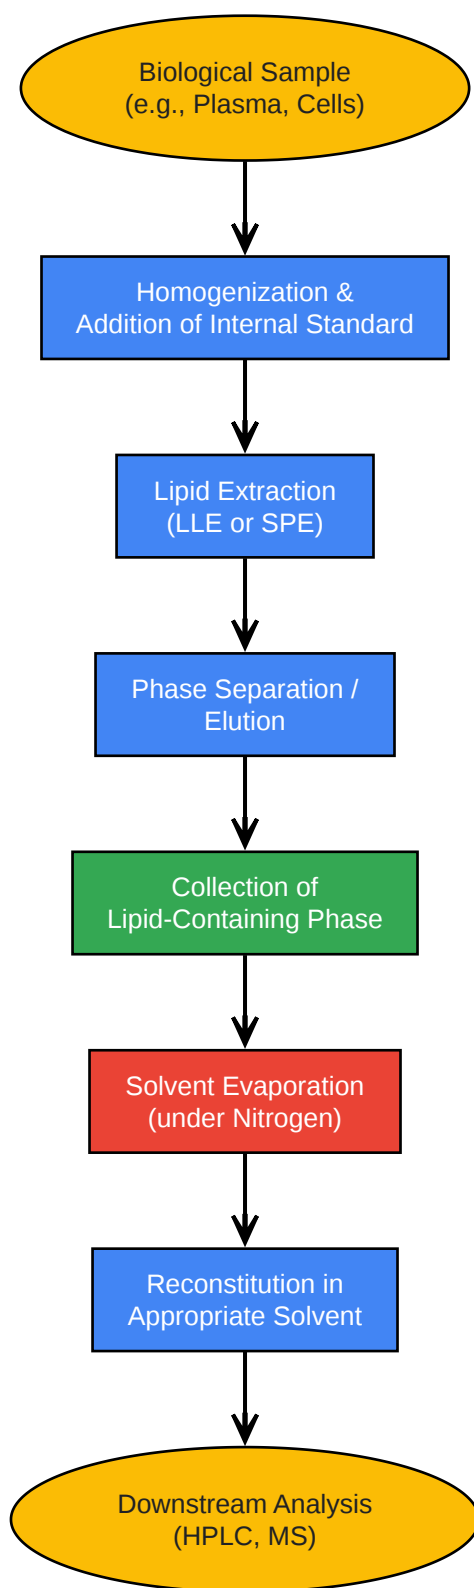 Biological Sample
(e.g., Plasma, Cells)
Homogenization &
Addition of Internal Standard
Lipid Extraction
(LLE or SPE)
Phase Separation /
Elution
Collection of
Lipid-Containing Phase
Solvent Evaporation
(under Nitrogen)
Reconstitution in
Appropriate Solvent
Downstream Analysis
(HPLC, MS)